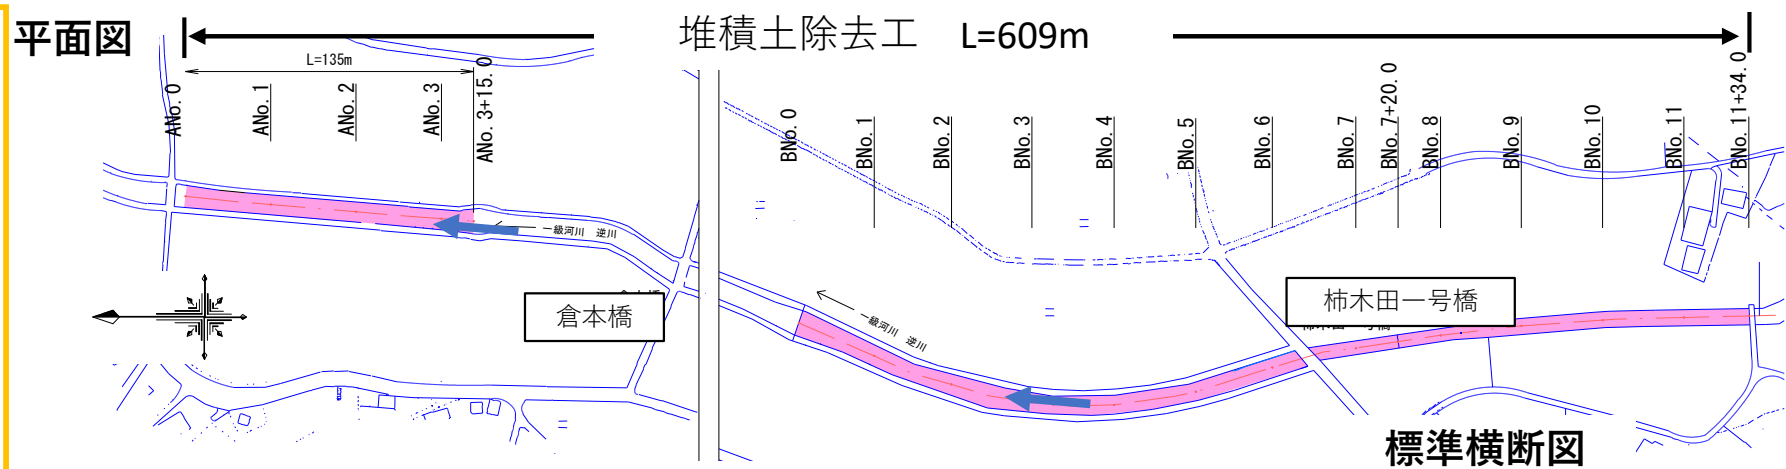 平面図
堆積土除去工 L=609m
L=135m
ANo. 0
ANo. 1
ANo. 2
ANo. 3
ANo. 3+15. 0
BNo. 0
BNo. 1
BNo. 2
BNo. 3
BNo. 4
BNo. 5
BNo. 6
BNo. 7
BNo. 7+20. 0
BNo. 8
BNo. 9
BNo. 10
BNo. 11
BNo. 11+34. 0
一級河川 逆川
倉本橋
一級河川 逆川
柿木田一号橋
標準横断図